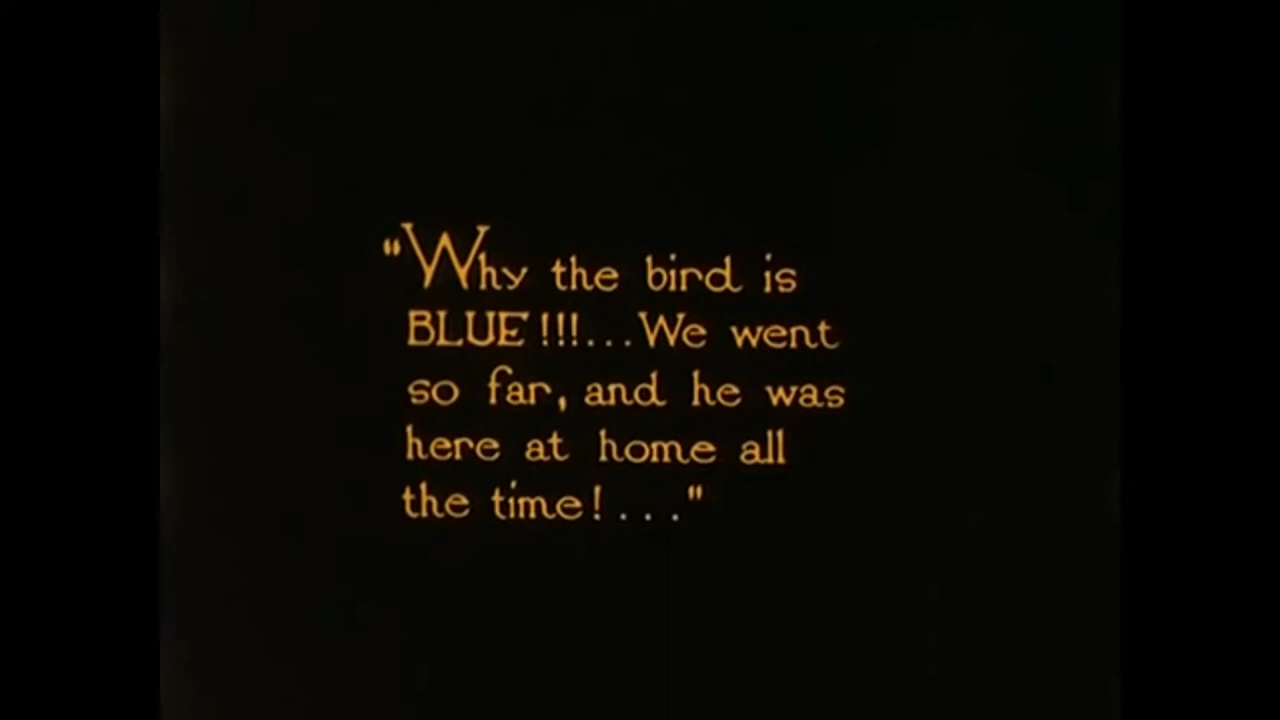 "Why the bird is
BLUE!!!...We went
so far, and he was
here at home all
the time!..."